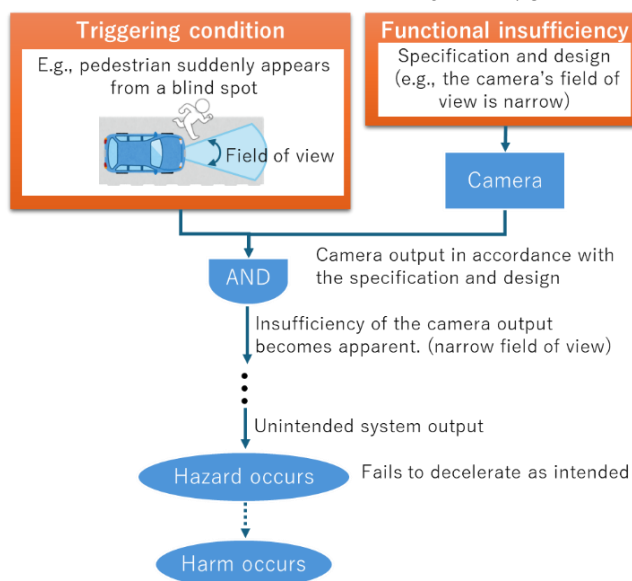 Triggering condition
E.g., pedestrian suddenly appears
from a blind spot
Field of view
Functional insufficiency
Specification and design
(e.g., the camera's field of
view is narrow)
Camera
AND
Camera output in accordance with
the specification and design
Insufficiency of the camera output
becomes apparent. (narrow field of view)
Unintended system output
Hazard occurs
Fails to decelerate as intended
Harm occurs